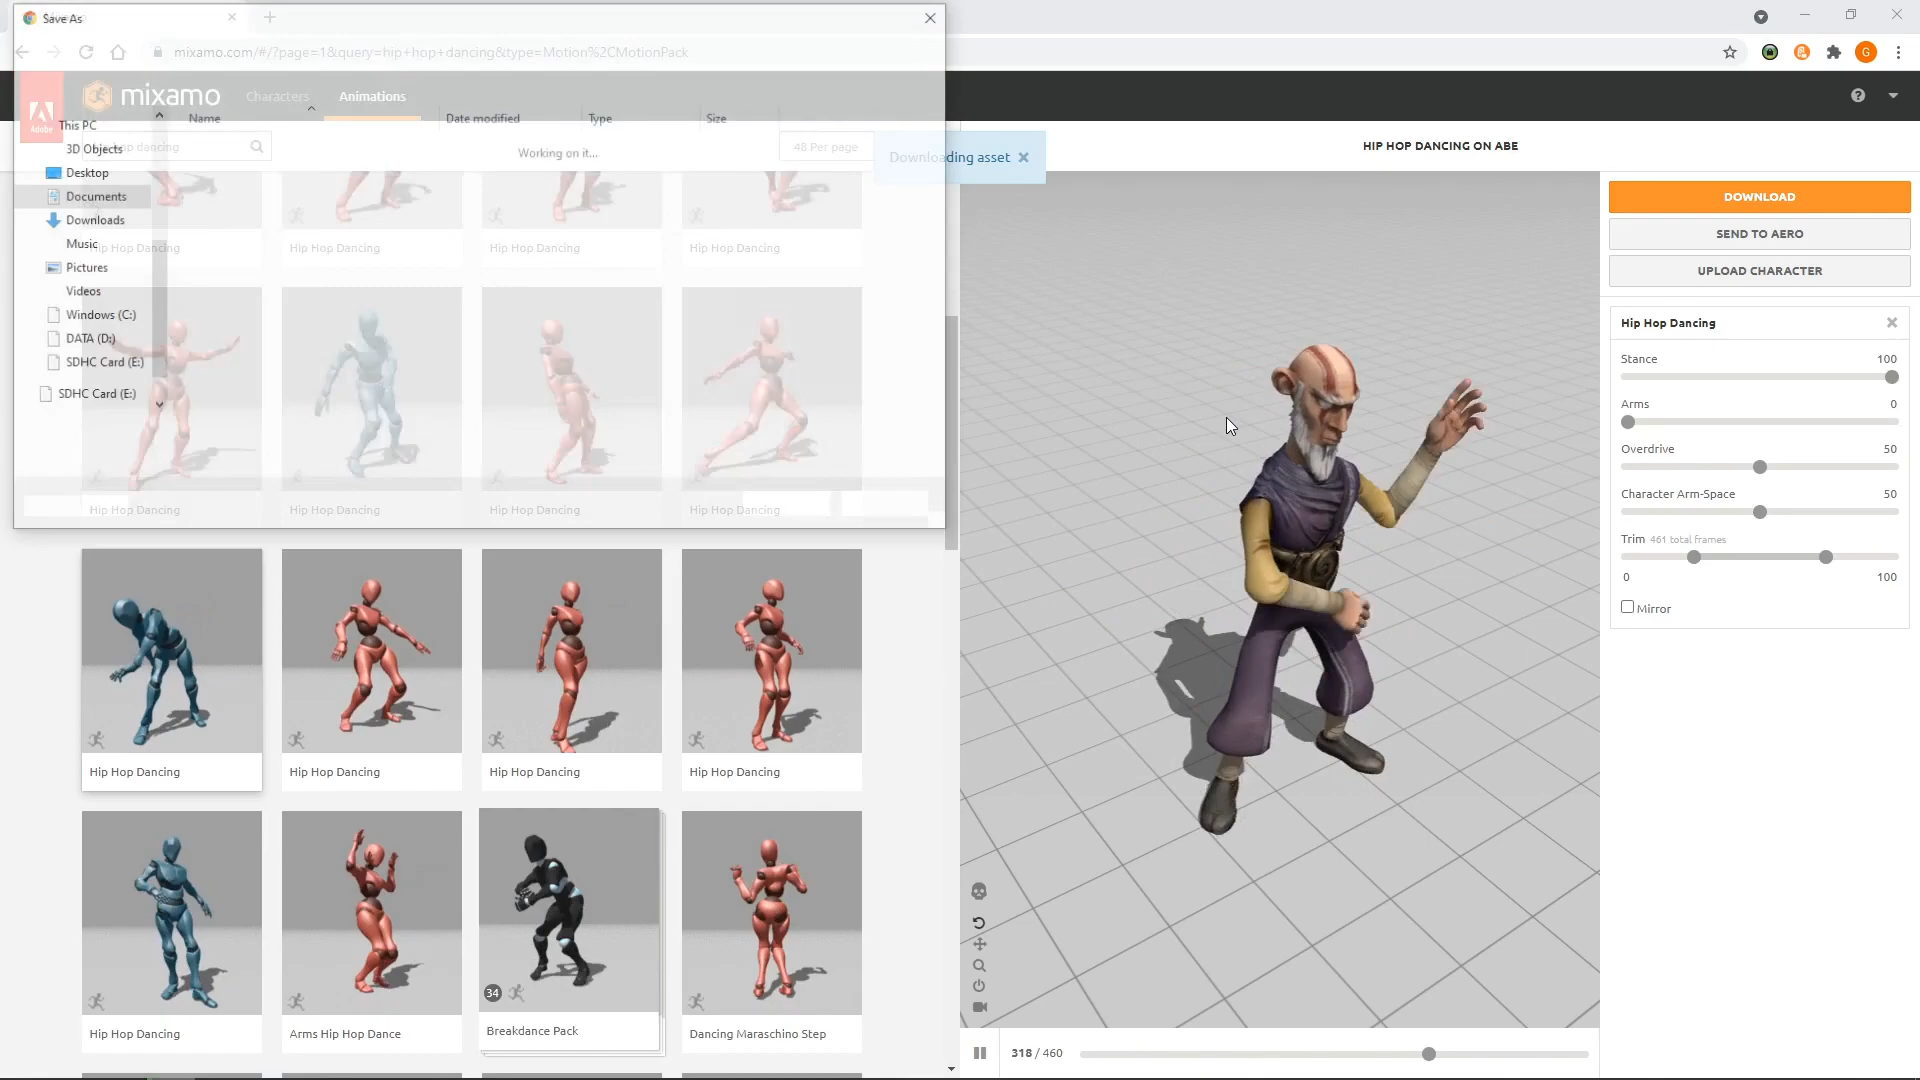 Save As
mixamo.com/#/?page=1&query=hip+hop+dancing&type=Motion%2CMotionPack
G
Adobe
mixamo
Characters
Animations
Name
Date modified
Type
Size
This PC
3D Objects
hop dancing
Working on it...
48 Per page
Downloading asset
HIP HOP DANCING ON ABE
Desktop
Documents
Downloads
Music
Pictures
Videos
Windows (C:)
DATA (D:)
SDHC Card (E:)
SDHC Card (E:)
Hip Hop Dancing
Hip Hop Dancing
Hip Hop Dancing
Hip Hop Dancing
Hip Hop Dancing
Hip Hop Dancing
Hip Hop Dancing
Hip Hop Dancing
Hip Hop Dancing
Hip Hop Dancing
Hip Hop Dancing
Hip Hop Dancing
34
Hip Hop Dancing
Arms Hip Hop Dance
Breakdance Pack
Dancing Maraschino Step
DOWNLOAD
SEND TO AERO
UPLOAD CHARACTER
Hip Hop Dancing
Stance 100
Arms 0
Overdrive 50
Character Arm-Space 50
Trim 461 total frames
0 100
Mirror
318 / 460